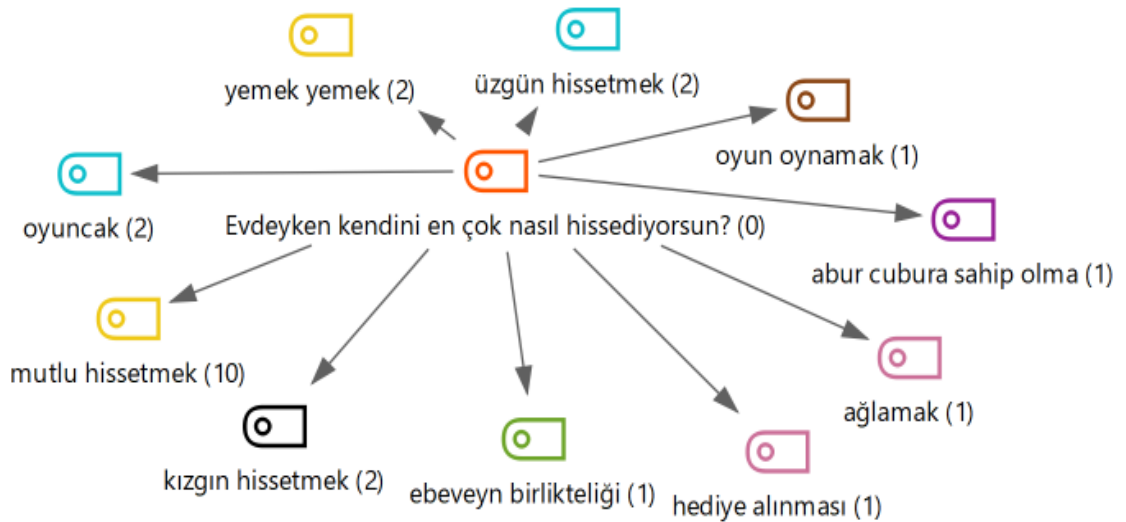 yemek yemek (2)
üzgün hissetmek (2)
oyun oynamak (1)
oyuncak (2)
Evdeyken kendini en çok nasıl hissediyorsun? (0)
abur cubura sahip olma (1)
mutlu hissetmek (10)
ağlamak (1)
kızgın hissetmek (2)
ebeveyn birlikteliği (1)
hediye alınması (1)